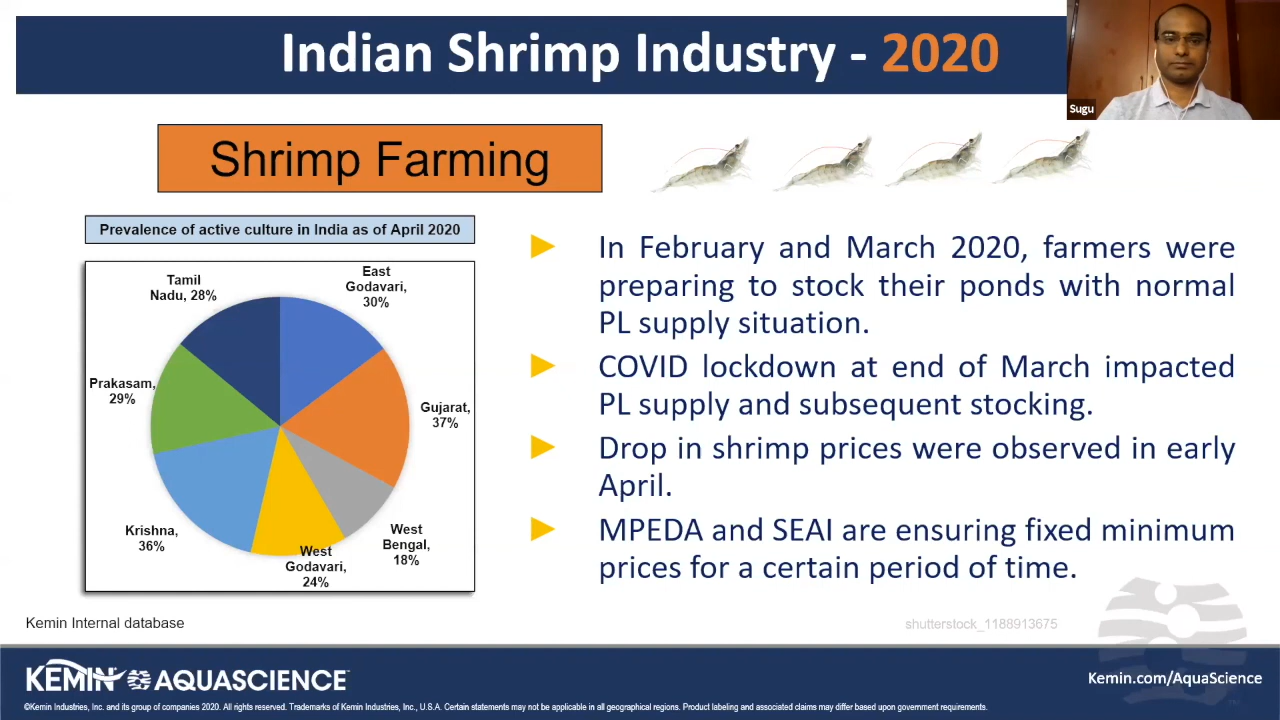 Indian Shrimp Industry - 2020
Sugu
Shrimp Farming
Prevalence of active culture in India as of April 2020
Tamil
Nadu, 28%
East
Godavari,
30%
Prakasam,
29%
Gujarat,
37%
Krishna,
36%
West
Godavari,
24%
West
Bengal,
18%
In February and March 2020, farmers were
preparing to stock their ponds with normal
PL supply situation.
COVID lockdown at end of March impacted
PL supply and subsequent stocking.
Drop in shrimp prices were observed in early
April.
MPEDA and SEAI are ensuring fixed minimum
prices for a certain period of time.
Kemin Internal database
shutterstock_1188913675
KEMIN AQUASCIENCE™
Kemin.com/AquaScience
©Kemin Industries, Inc. and its group of companies 2020. All rights reserved. Trademarks of Kemin Industries, Inc., U.S.A. Certain statements may not be applicable in all geographical regions. Product labeling and associated claims may differ based upon government requirements.